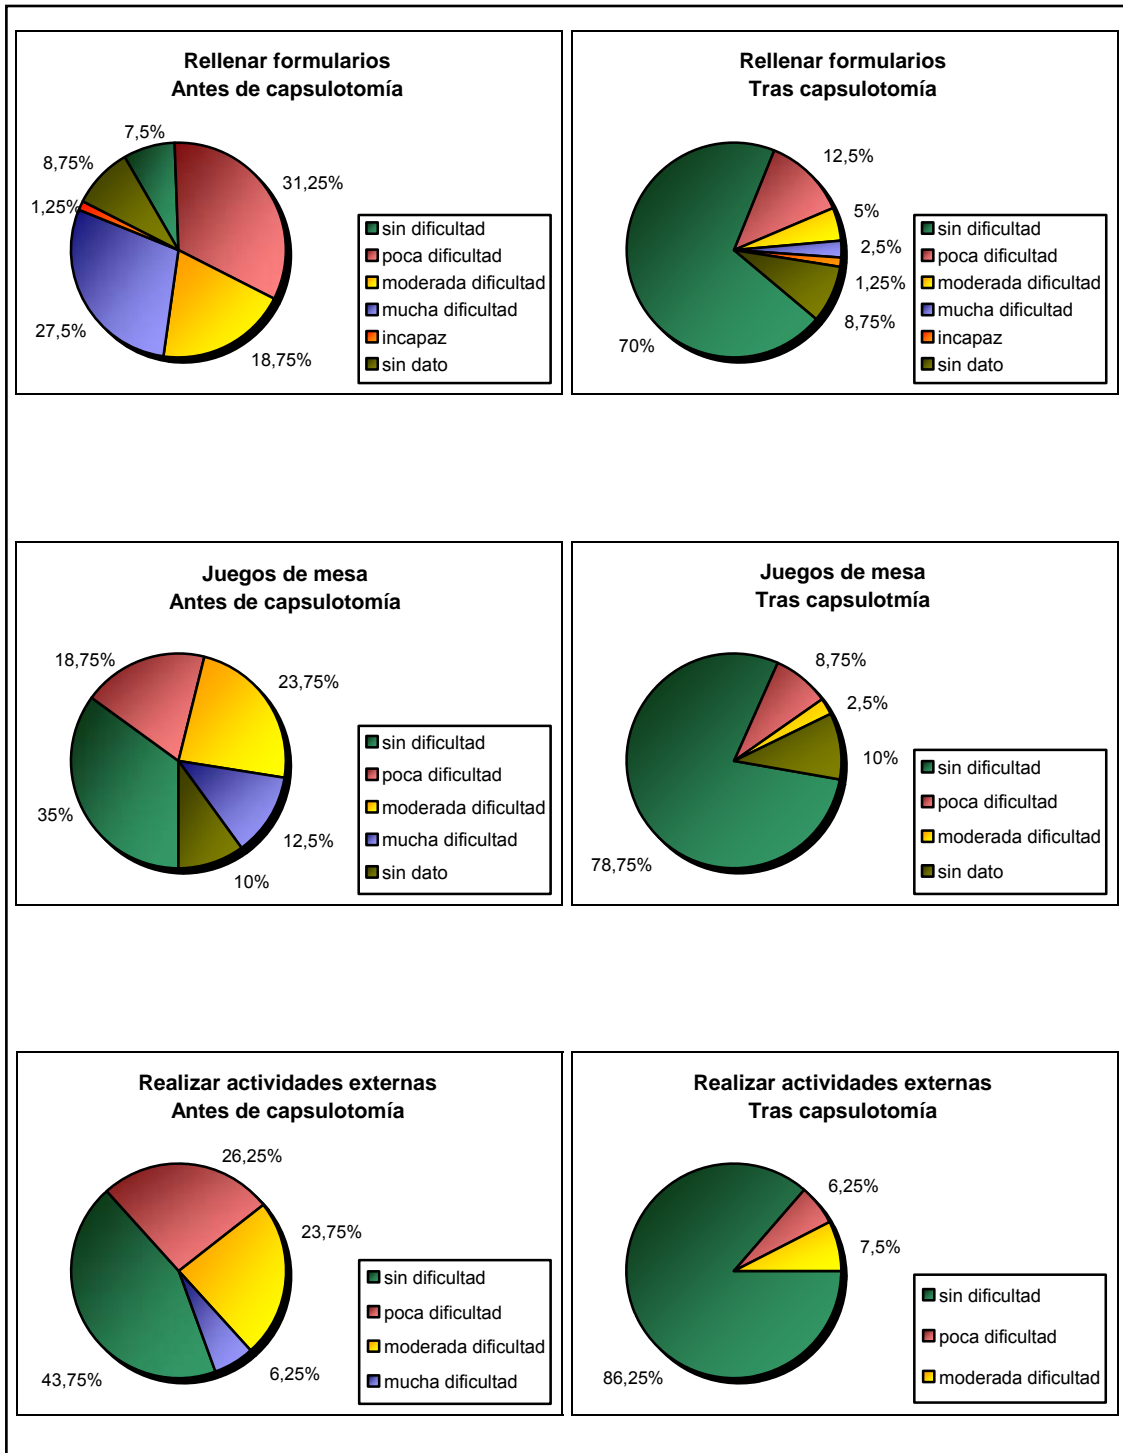 Rellenar formularios
Antes de capsulotomía
7,5%
8,75%
1,25%
31,25%
27,5%
18,75%
sin dificultad
poca dificultad
moderada dificultad
mucha dificultad
incapaz
sin dato
Rellenar formularios
Tras capsulotomía
12,5%
5%
2,5%
1,25%
8,75%
70%
sin dificultad
poca dificultad
moderada dificultad
mucha dificultad
incapaz
sin dato
Juegos de mesa
Antes de capsulotomía
18,75%
23,75%
35%
12,5%
10%
sin dificultad
poca dificultad
moderada dificultad
mucha dificultad
sin dato
Juegos de mesa
Tras capsulotmía
8,75%
2,5%
10%
78,75%
sin dificultad
poca dificultad
moderada dificultad
sin dato
Realizar actividades externas
Antes de capsulotomía
26,25%
23,75%
43,75%
6,25%
sin dificultad
poca dificultad
moderada dificultad
mucha dificultad
Realizar actividades externas
Tras capsulotomía
6,25%
7,5%
86,25%
sin dificultad
poca dificultad
moderada dificultad